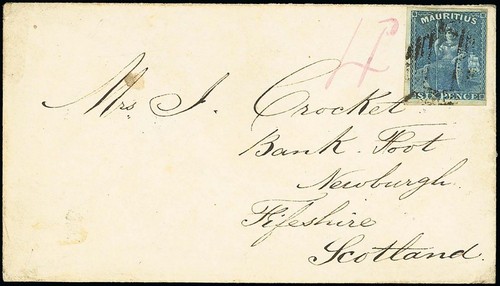 MAURITIUS
SIX PENCE
Mrs J. Crocket
Bank Foot
Newburgh
Fifeshire
Scotland.